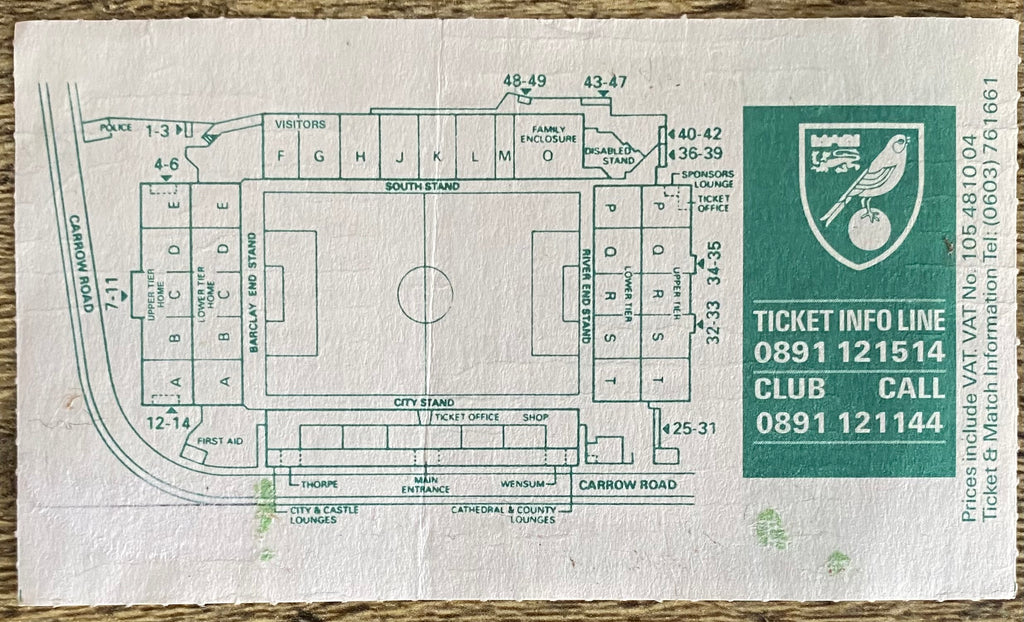 48-49
43-47
POLICE
1-3
VISITORS
F G H J K L M
FAMILY
ENCLOSURE
O
DISABLED
STAND
40-42
36-39
4-6
SOUTH STAND
SPONSORS
LOUNGE
TICKET
OFFICE
CARROW ROAD
7-11
UPPER TIER
HOME
E D C B A
LOWER TIER
HOME
E D C B A
BARCLAY END STAND
RIVER END STAND
P Q R S T
LOWER TIER
P Q R S T
UPPER TIER
34-35
32-33
12-14
CITY STAND
TICKET OFFICE
SHOP
25-31
FIRST AID
THORPE
MAIN
ENTRANCE
WENSUM
CARROW ROAD
CITY & CASTLE
LOUNGES
CATHEDRAL & COUNTY
LOUNGES
TICKET INFO LINE
0891 121514
CLUB CALL
0891 121144
Prices include VAT. VAT No. 105 4810 04
Ticket & Match Information Tel: (0603) 761661